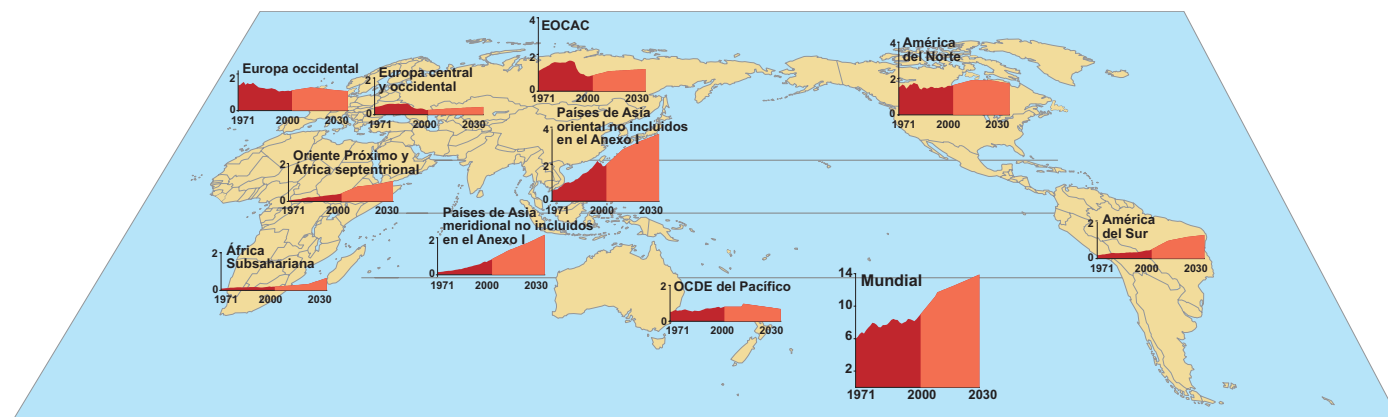 EOCAC
4
2
0
1971 2000 2030
América
del Norte
4
2
0
1971 2000 2030
Europa occidental
2
0
1971 2000 2030
Europa central
y occidental
2
0
1971 2000 2030
Países de Asia
oriental no incluidos
en el Anexo I
4
2
0
1971 2000 2030
Oriente Próximo y
África septentrional
2
0
1971 2000 2030
Países de Asia
meridional no incluidos
en el Anexo I
2
0
1971 2000 2030
América
del Sur
2
0
1971 2000 2030
África
Subsahariana
2
0
1971 2000 2030
OCDE del Pacífico
2
0
1971 2000 2030
Mundial
14
10
6
2
1971 2000 2030